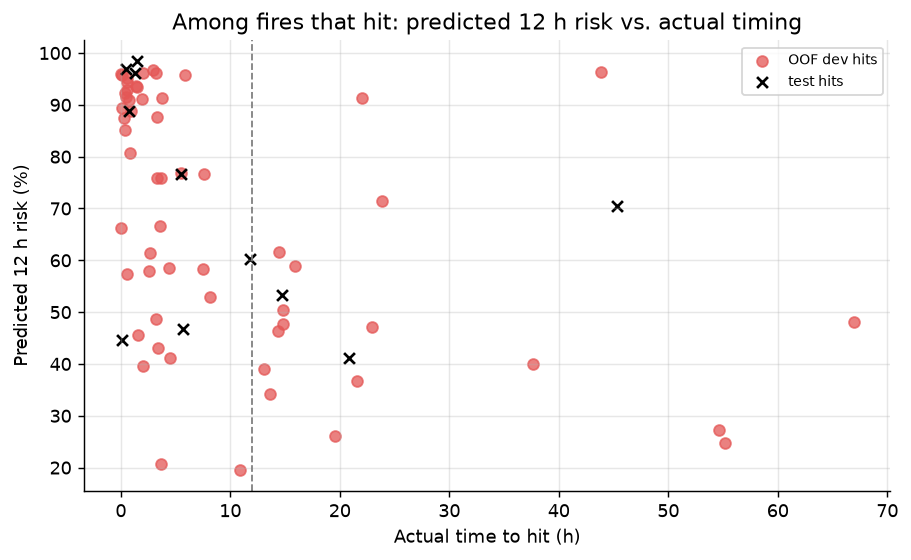 Among fires that hit: predicted 12 h risk vs. actual timing
OOF dev hits
test hits
Predicted 12 h risk (%)
100
90
80
70
60
50
40
30
20
0 10 20 30 40 50 60 70
Actual time to hit (h)